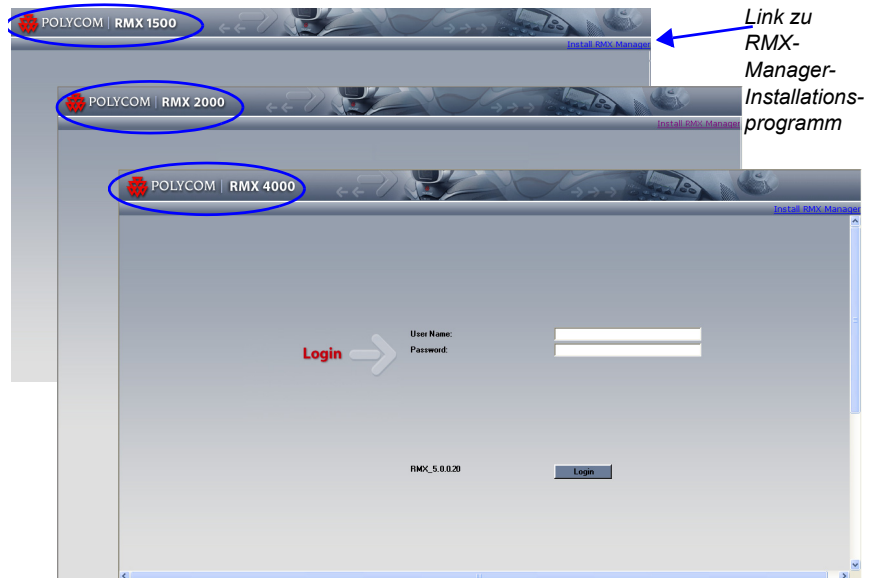 POLYCOM | RMX 1500
Install RMX Manager
Link zu
RMX-
Manager-
Installations-
programm
POLYCOM | RMX 2000
Install RMX Manager
POLYCOM | RMX 4000
Install RMX Manager
User Name:
Login
Password:
RMX_5.0.0.20
Login